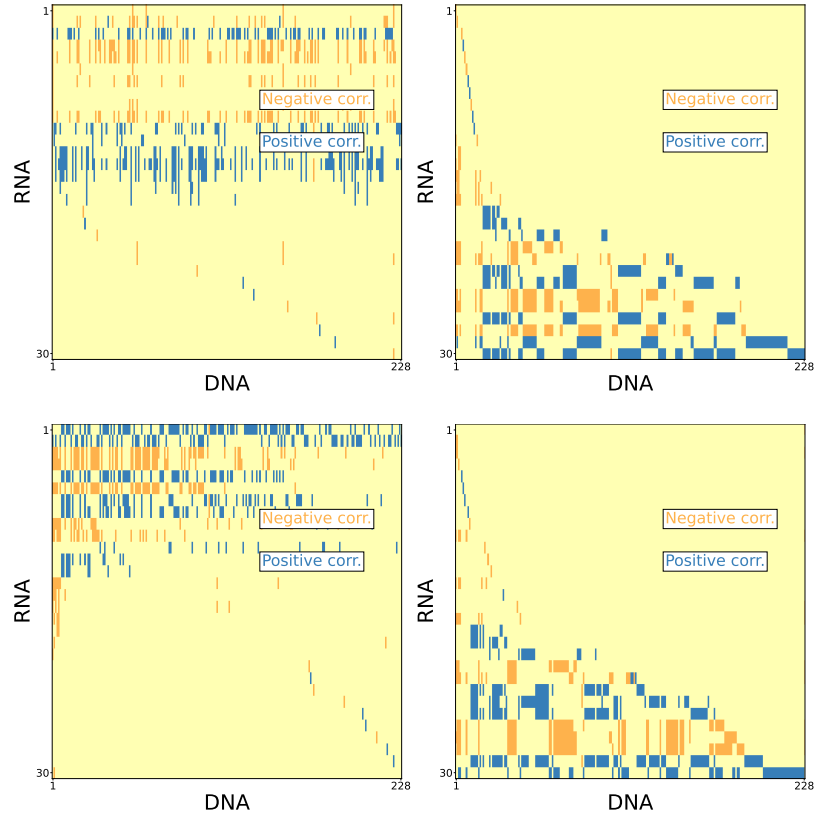 1
RNA
30
Negative corr.
Positive corr.
1
228
DNA
1
RNA
30
Negative corr.
Positive corr.
1
228
DNA
1
RNA
30
Negative corr.
Positive corr.
1
228
DNA
1
RNA
30
Negative corr.
Positive corr.
1
228
DNA